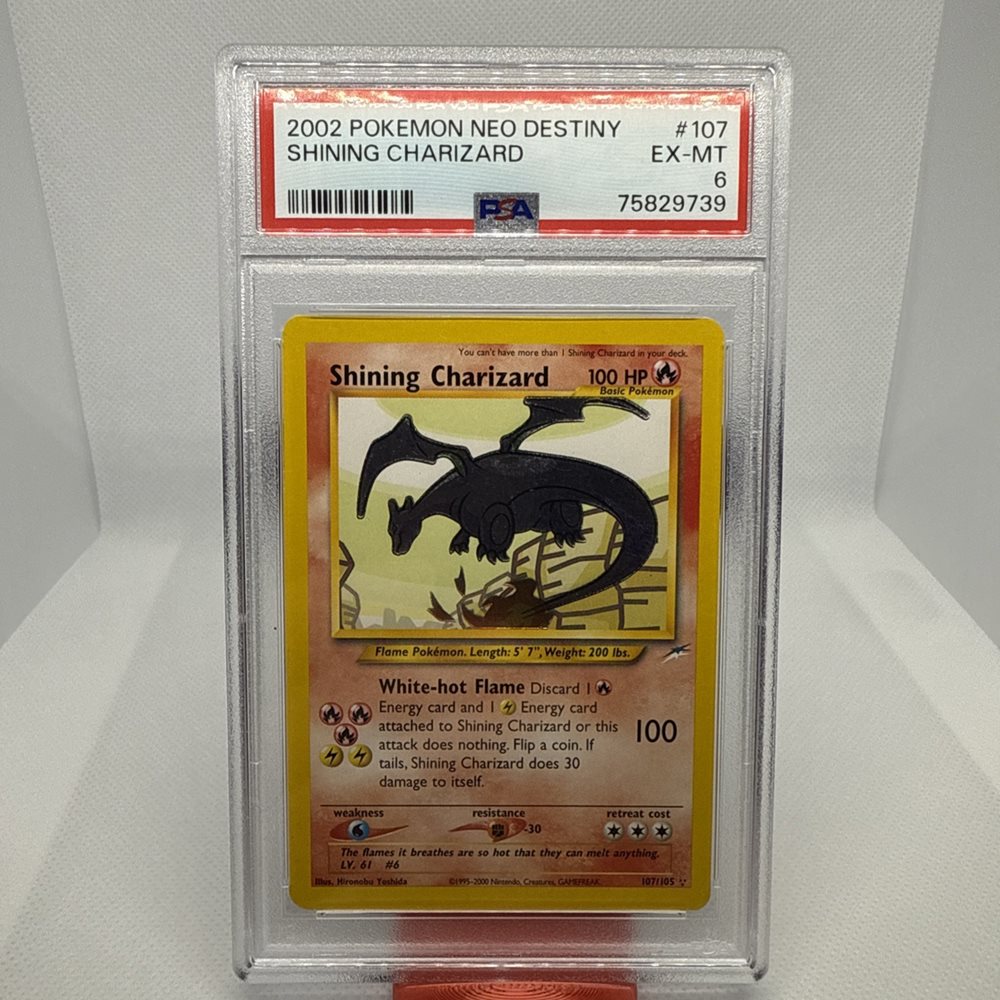 2002 POKEMON NEO DESTINY #107
SHINING CHARIZARD EX-MT
6
75829739
PSA
You can't have more than 1 Shining Charizard in your deck.
Shining Charizard 100 HP
Basic Pokémon
Flame Pokémon. Length: 5' 7", Weight: 200 lbs.
White-hot Flame Discard 1
Energy card and 1 Energy card
attached to Shining Charizard or this
attack does nothing. Flip a coin. If
tails, Shining Charizard does 30
damage to itself.
100
weakness resistance retreat cost
-30
The flames it breathes are so hot that they can melt anything.
LV. 61 #6
Illus. Hironobu Yoshida ©1995-2000 Nintendo, Creatures, GAMEFREAK. 107/105